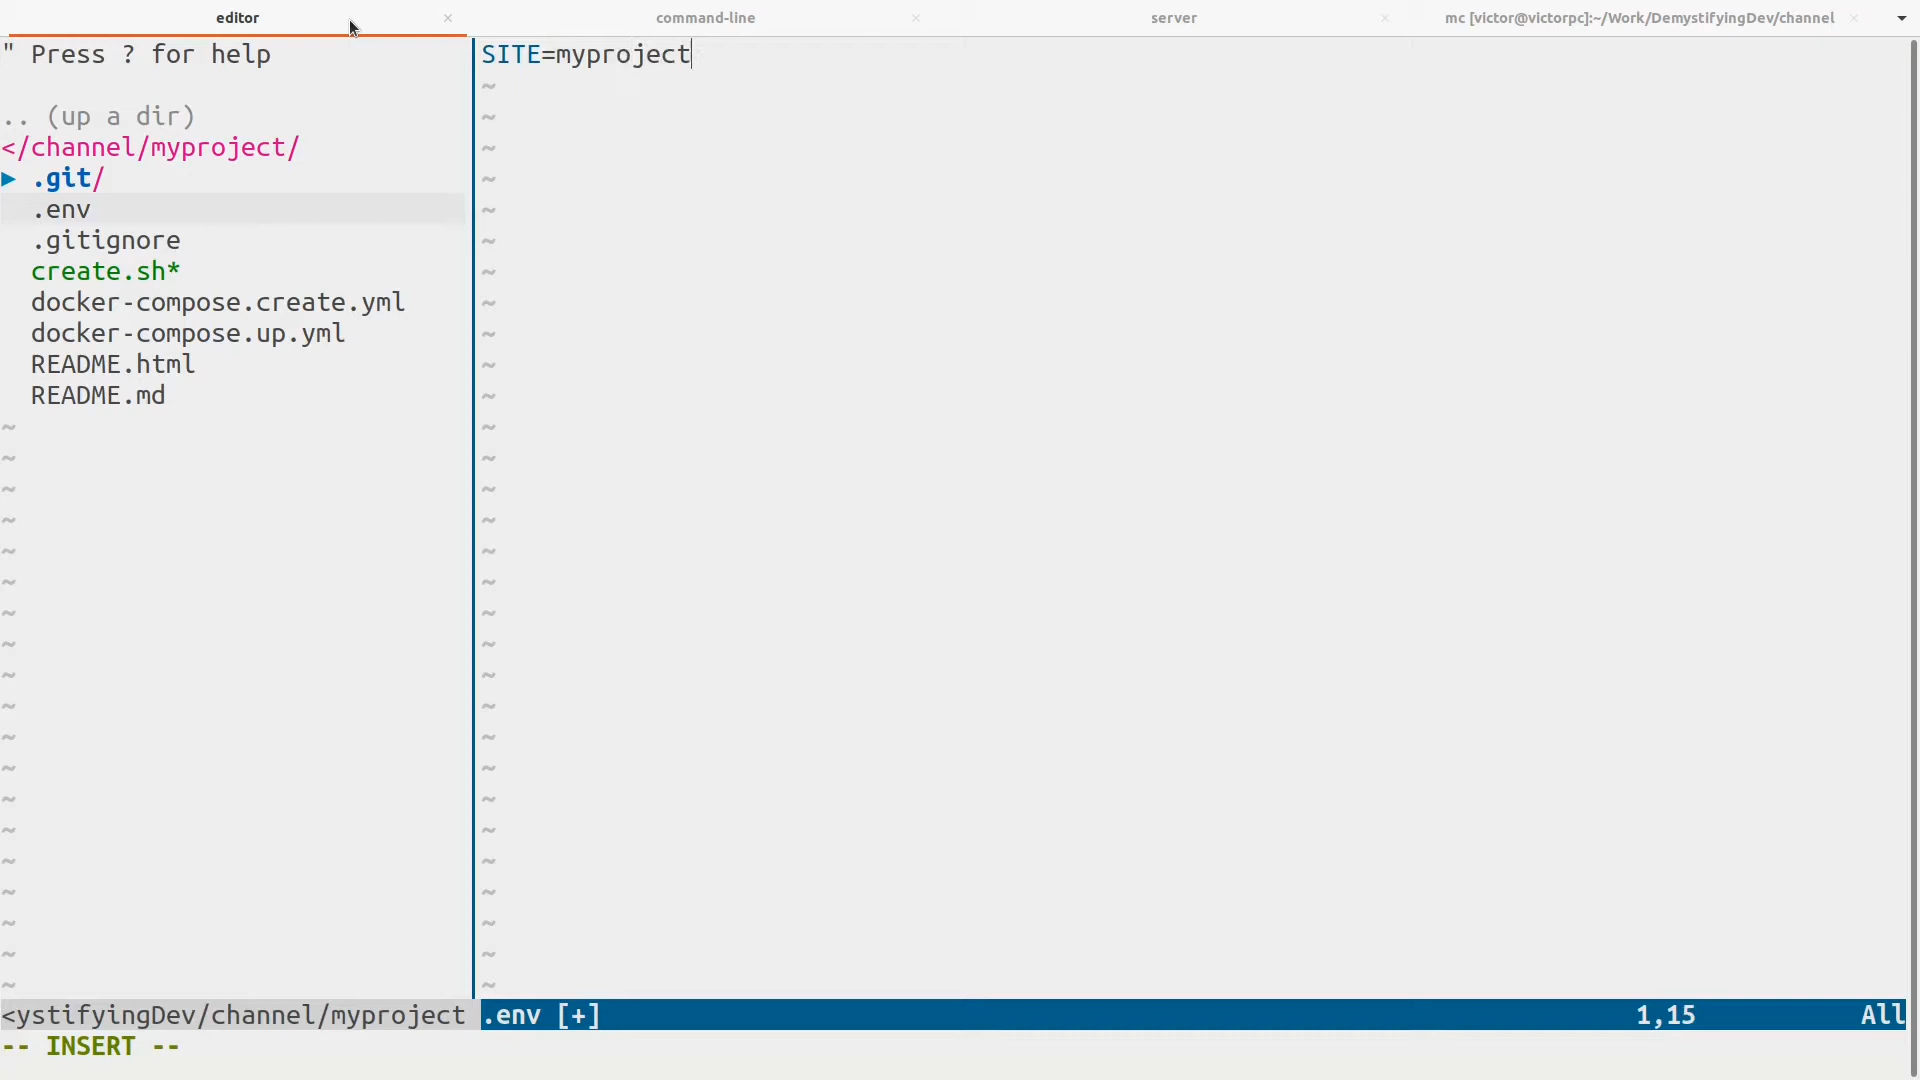 editor × command-line × server × mc [victor@victorpc]:~/Work/DemystifyingDev/channel ×
" Press ? for help
.. (up a dir)
</channel/myproject/
▶ .git/
.env
.gitignore
create.sh*
docker-compose.create.yml
docker-compose.up.yml
README.html
README.md
<ystifyingDev/channel/myproject
SITE=myproject
.env [+] 1,15 All
-- INSERT --